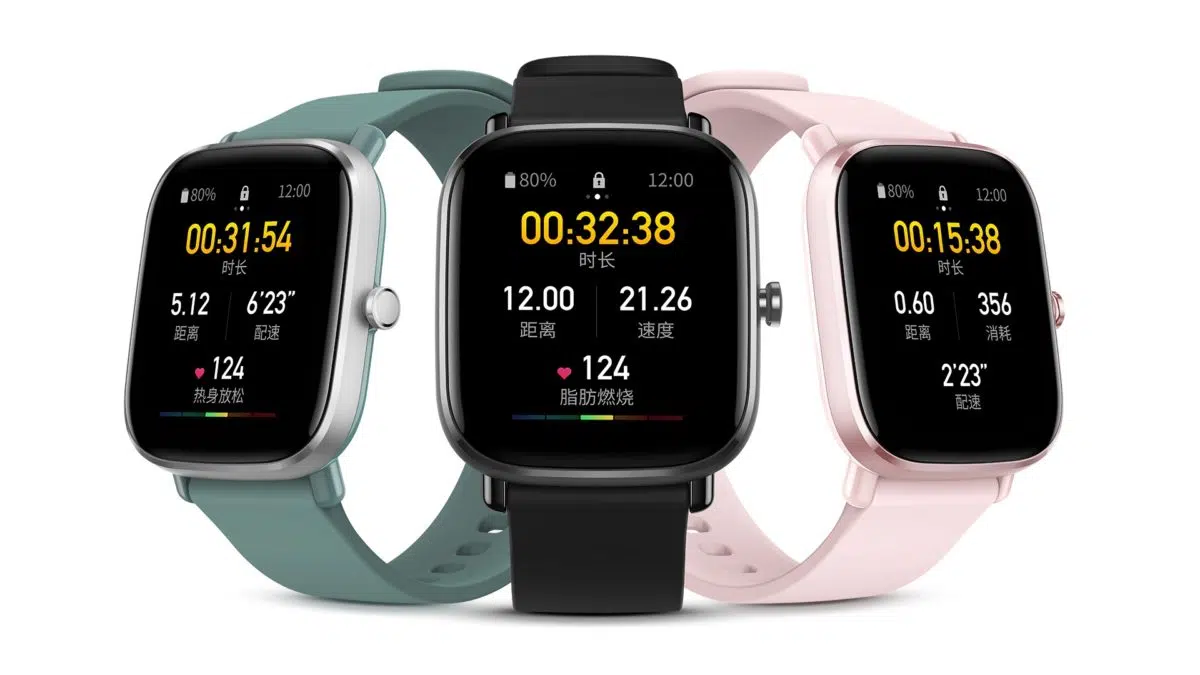 80% 12:00
00:31:54
时长
5.12 6'23"
距离 配速
124
热身放松
80% 12:00
00:32:38
时长
12.00 21.26
距离 速度
124
脂肪燃烧
80% 12:00
00:15:38
时长
0.60 356
距离 消耗
2'23"
配速